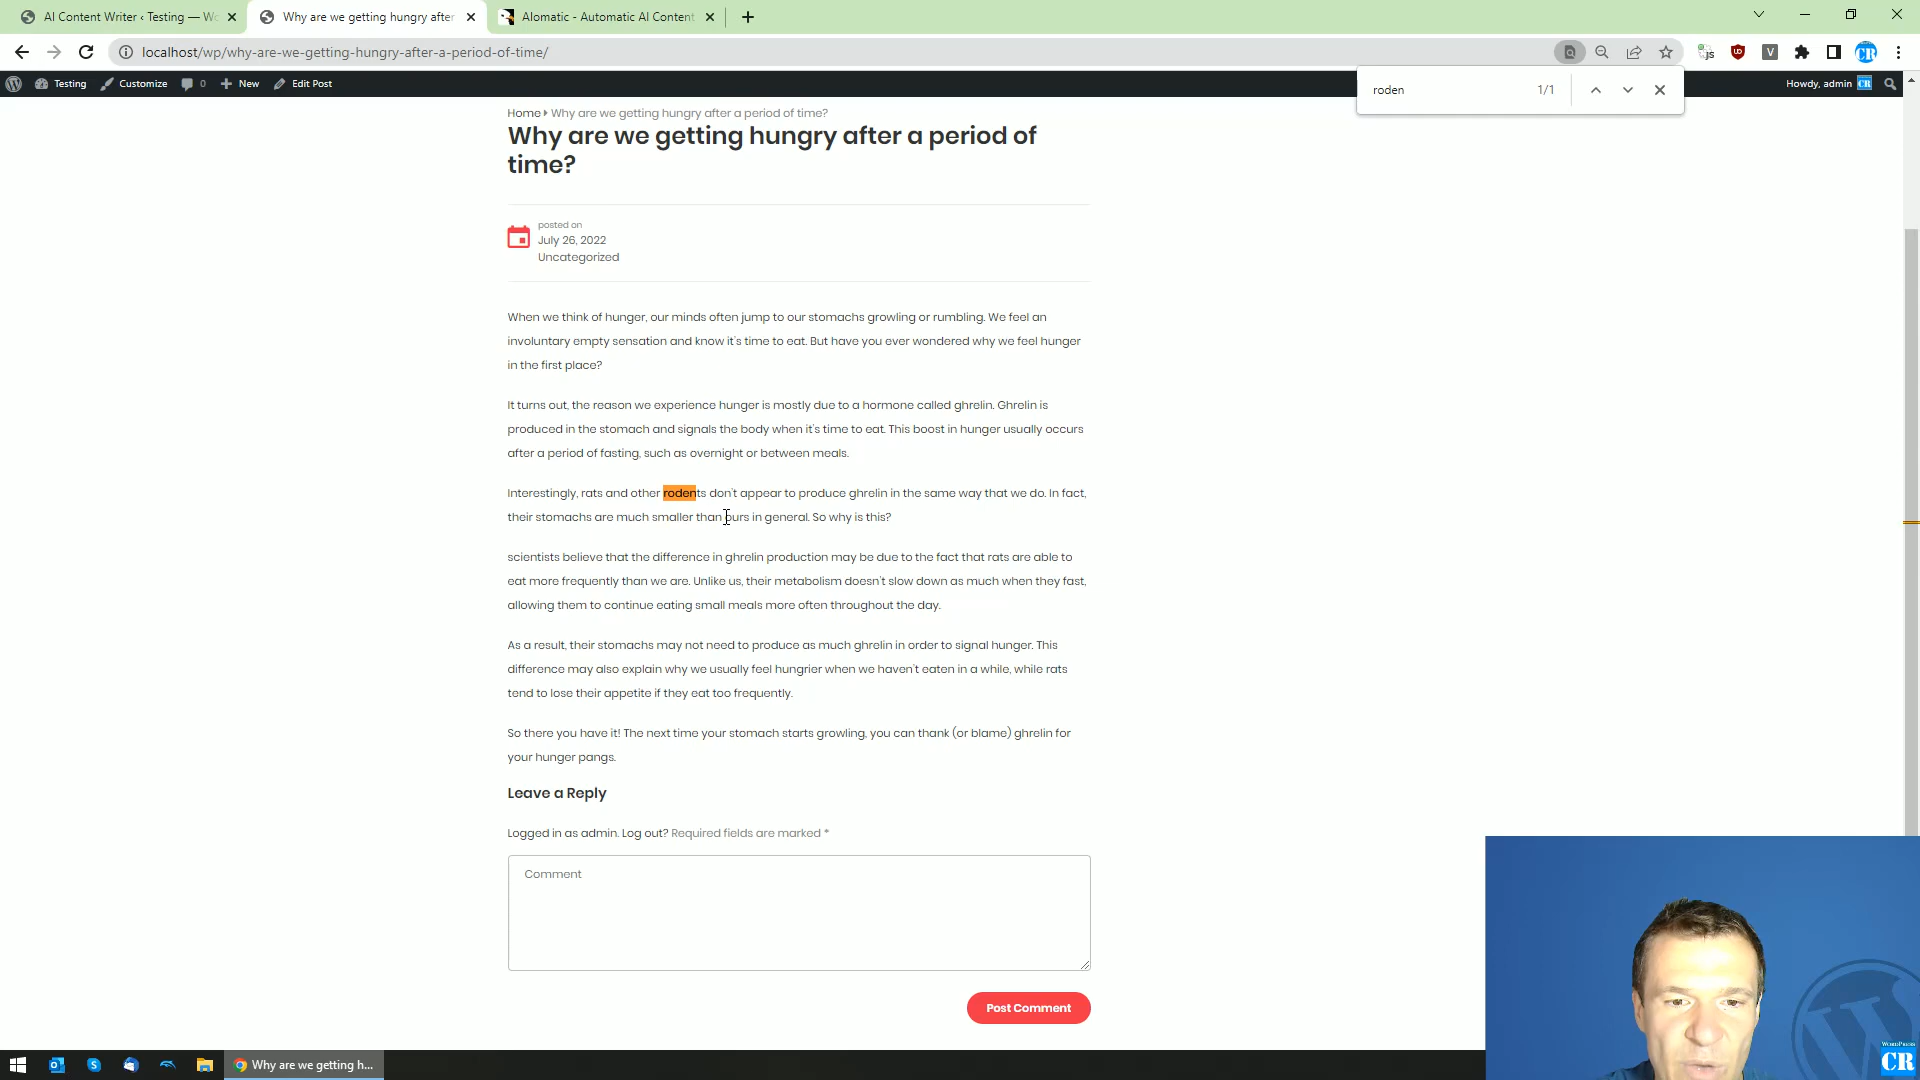 AI Content Writer ‹ Testing — Wo
Why are we getting hungry after
AIomatic - Automatic AI Content
localhost/wp/why-are-we-getting-hungry-after-a-period-of-time/
JS
V
CR
Testing
Customize
0
New
Edit Post
Howdy, admin
CR
roden
1/1
Home
Why are we getting hungry after a period of time?
Why are we getting hungry after a period of
time?
posted on
July 26, 2022
Uncategorized
When we think of hunger, our minds often jump to our stomachs growling or rumbling. We feel an
involuntary empty sensation and know it's time to eat. But have you ever wondered why we feel hunger
in the first place?
It turns out, the reason we experience hunger is mostly due to a hormone called ghrelin. Ghrelin is
produced in the stomach and signals the body when it's time to eat. This boost in hunger usually occurs
after a period of fasting, such as overnight or between meals.
Interestingly, rats and other rodents don't appear to produce ghrelin in the same way that we do. In fact,
their stomachs are much smaller than ours in general. So why is this?
scientists believe that the difference in ghrelin production may be due to the fact that rats are able to
eat more frequently than we are. Unlike us, their metabolism doesn't slow down as much when they fast,
allowing them to continue eating small meals more often throughout the day.
As a result, their stomachs may not need to produce as much ghrelin in order to signal hunger. This
difference may also explain why we usually feel hungrier when we haven't eaten in a while, while rats
tend to lose their appetite if they eat too frequently.
So there you have it! The next time your stomach starts growling, you can thank (or blame) ghrelin for
your hunger pangs.
Leave a Reply
Logged in as admin. Log out? Required fields are marked *
Comment
Post Comment
Why are we getting h...
WORDPRESS
CR